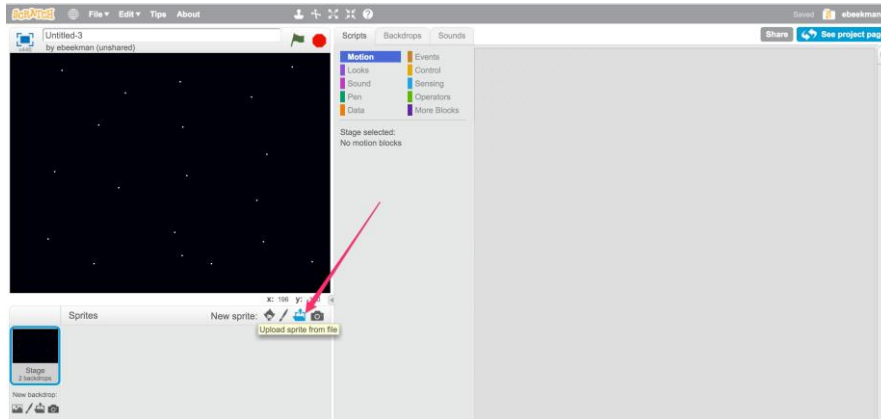 SCRATCH File ▾ Edit ▾ Tips About Saved ebeekman
Untitled-3
by ebeekman (unshared)
Scripts Backdrops Sounds
Share See project pag
Motion Events
Looks Control
Sound Sensing
Pen Operators
Data More Blocks
Stage selected:
No motion blocks
x: 196 y:
Sprites New sprite:
Upload sprite from file
Stage
2 backdrops
New backdrop: